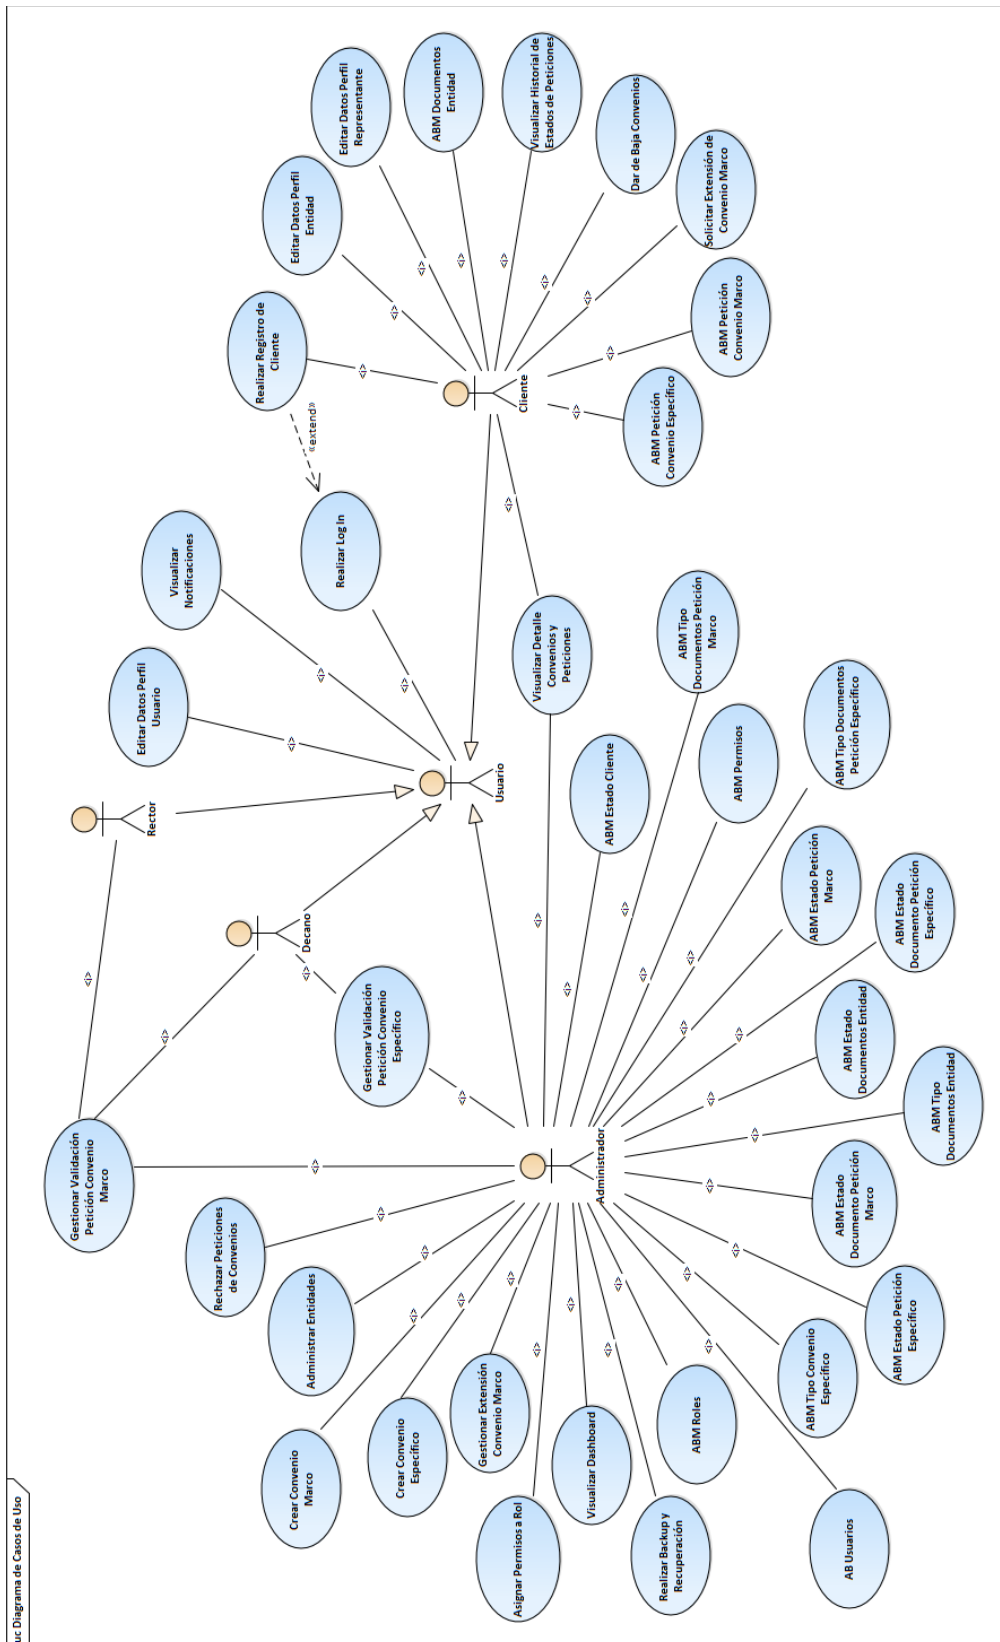 uc Diagrama de Casos de Uso
Editar Datos Perfil
Representante
ABM Documentos
Entidad
Visualizar Historial de
Estados de Peticiones
Dar de Baja Convenios
Solicitar Extensión de
Convenio Marco
Editar Datos Perfil
Entidad
Realizar Registro de
Cliente
ABM Petición
Convenio Marco
ABM Petición
Convenio Específico
Cliente
«extend»
Realizar Log In
Visualizar
Notificaciones
Editar Datos Perfil
Usuario
Usuario
Rector
Decano
Visualizar Detalle
Convenios y
Peticiones
ABM Tipo
Documentos Petición
Marco
ABM Estado Cliente
ABM Permisos
ABM Tipo Documentos
Petición Específico
ABM Estado Petición
Marco
ABM Estado
Documento Petición
Específico
ABM Estado
Documentos Entidad
ABM Tipo
Documentos Entidad
Gestionar Validación
Petición Convenio
Específico
Gestionar Validación
Petición Convenio
Marco
Administrador
ABM Estado
Documento Petición
Marco
ABM Estado Petición
Específico
ABM Tipo Convenio
Específico
AB Usuarios
Rechazar Peticiones
de Convenios
Administrar Entidades
Crear Convenio
Marco
Crear Convenio
Específico
Gestionar Extensión
Convenio Marco
Asignar Permisos a Rol
Visualizar Dashboard
Realizar Backup y
Recuperación
ABM Roles